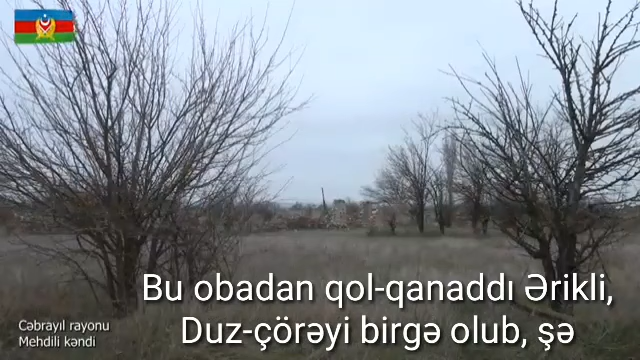 Bu obadan qol-qanaddı Ərikli,
Duz-çörəyi birgə olub, şə
Cəbrayıl rayonu
Mehdili kəndi